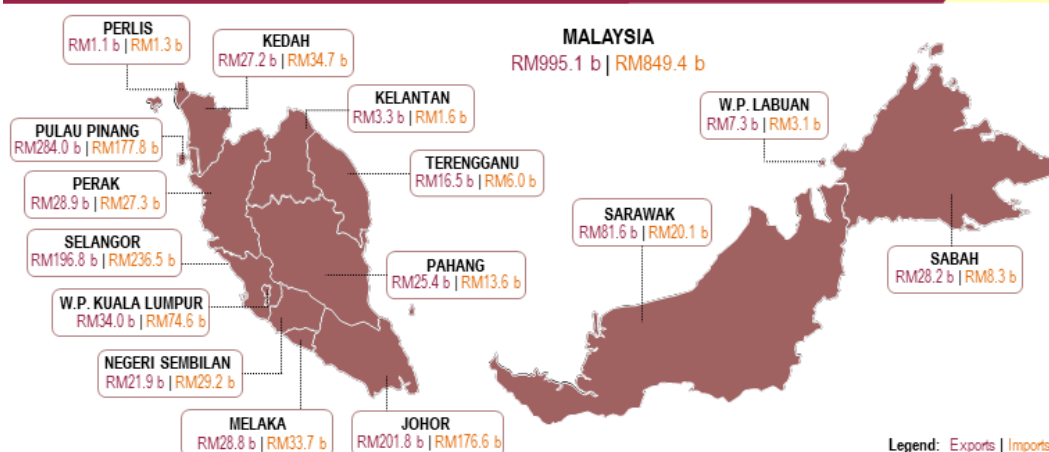 PERLIS
RM1.1 b | RM1.3 b
KEDAH
RM27.2 b | RM34.7 b
MALAYSIA
RM995.1 b | RM849.4 b
KELANTAN
RM3.3 b | RM1.6 b
W.P. LABUAN
RM7.3 b | RM3.1 b
PULAU PINANG
RM284.0 b | RM177.8 b
TERENGGANU
RM16.5 b | RM6.0 b
PERAK
RM28.9 b | RM27.3 b
SARAWAK
RM81.6 b | RM20.1 b
SELANGOR
RM196.8 b | RM236.5 b
PAHANG
RM25.4 b | RM13.6 b
SABAH
RM28.2 b | RM8.3 b
W.P. KUALA LUMPUR
RM34.0 b | RM74.6 b
NEGERI SEMBILAN
RM21.9 b | RM29.2 b
MELAKA
RM28.8 b | RM33.7 b
JOHOR
RM201.8 b | RM176.6 b
Legend: Exports | Imports